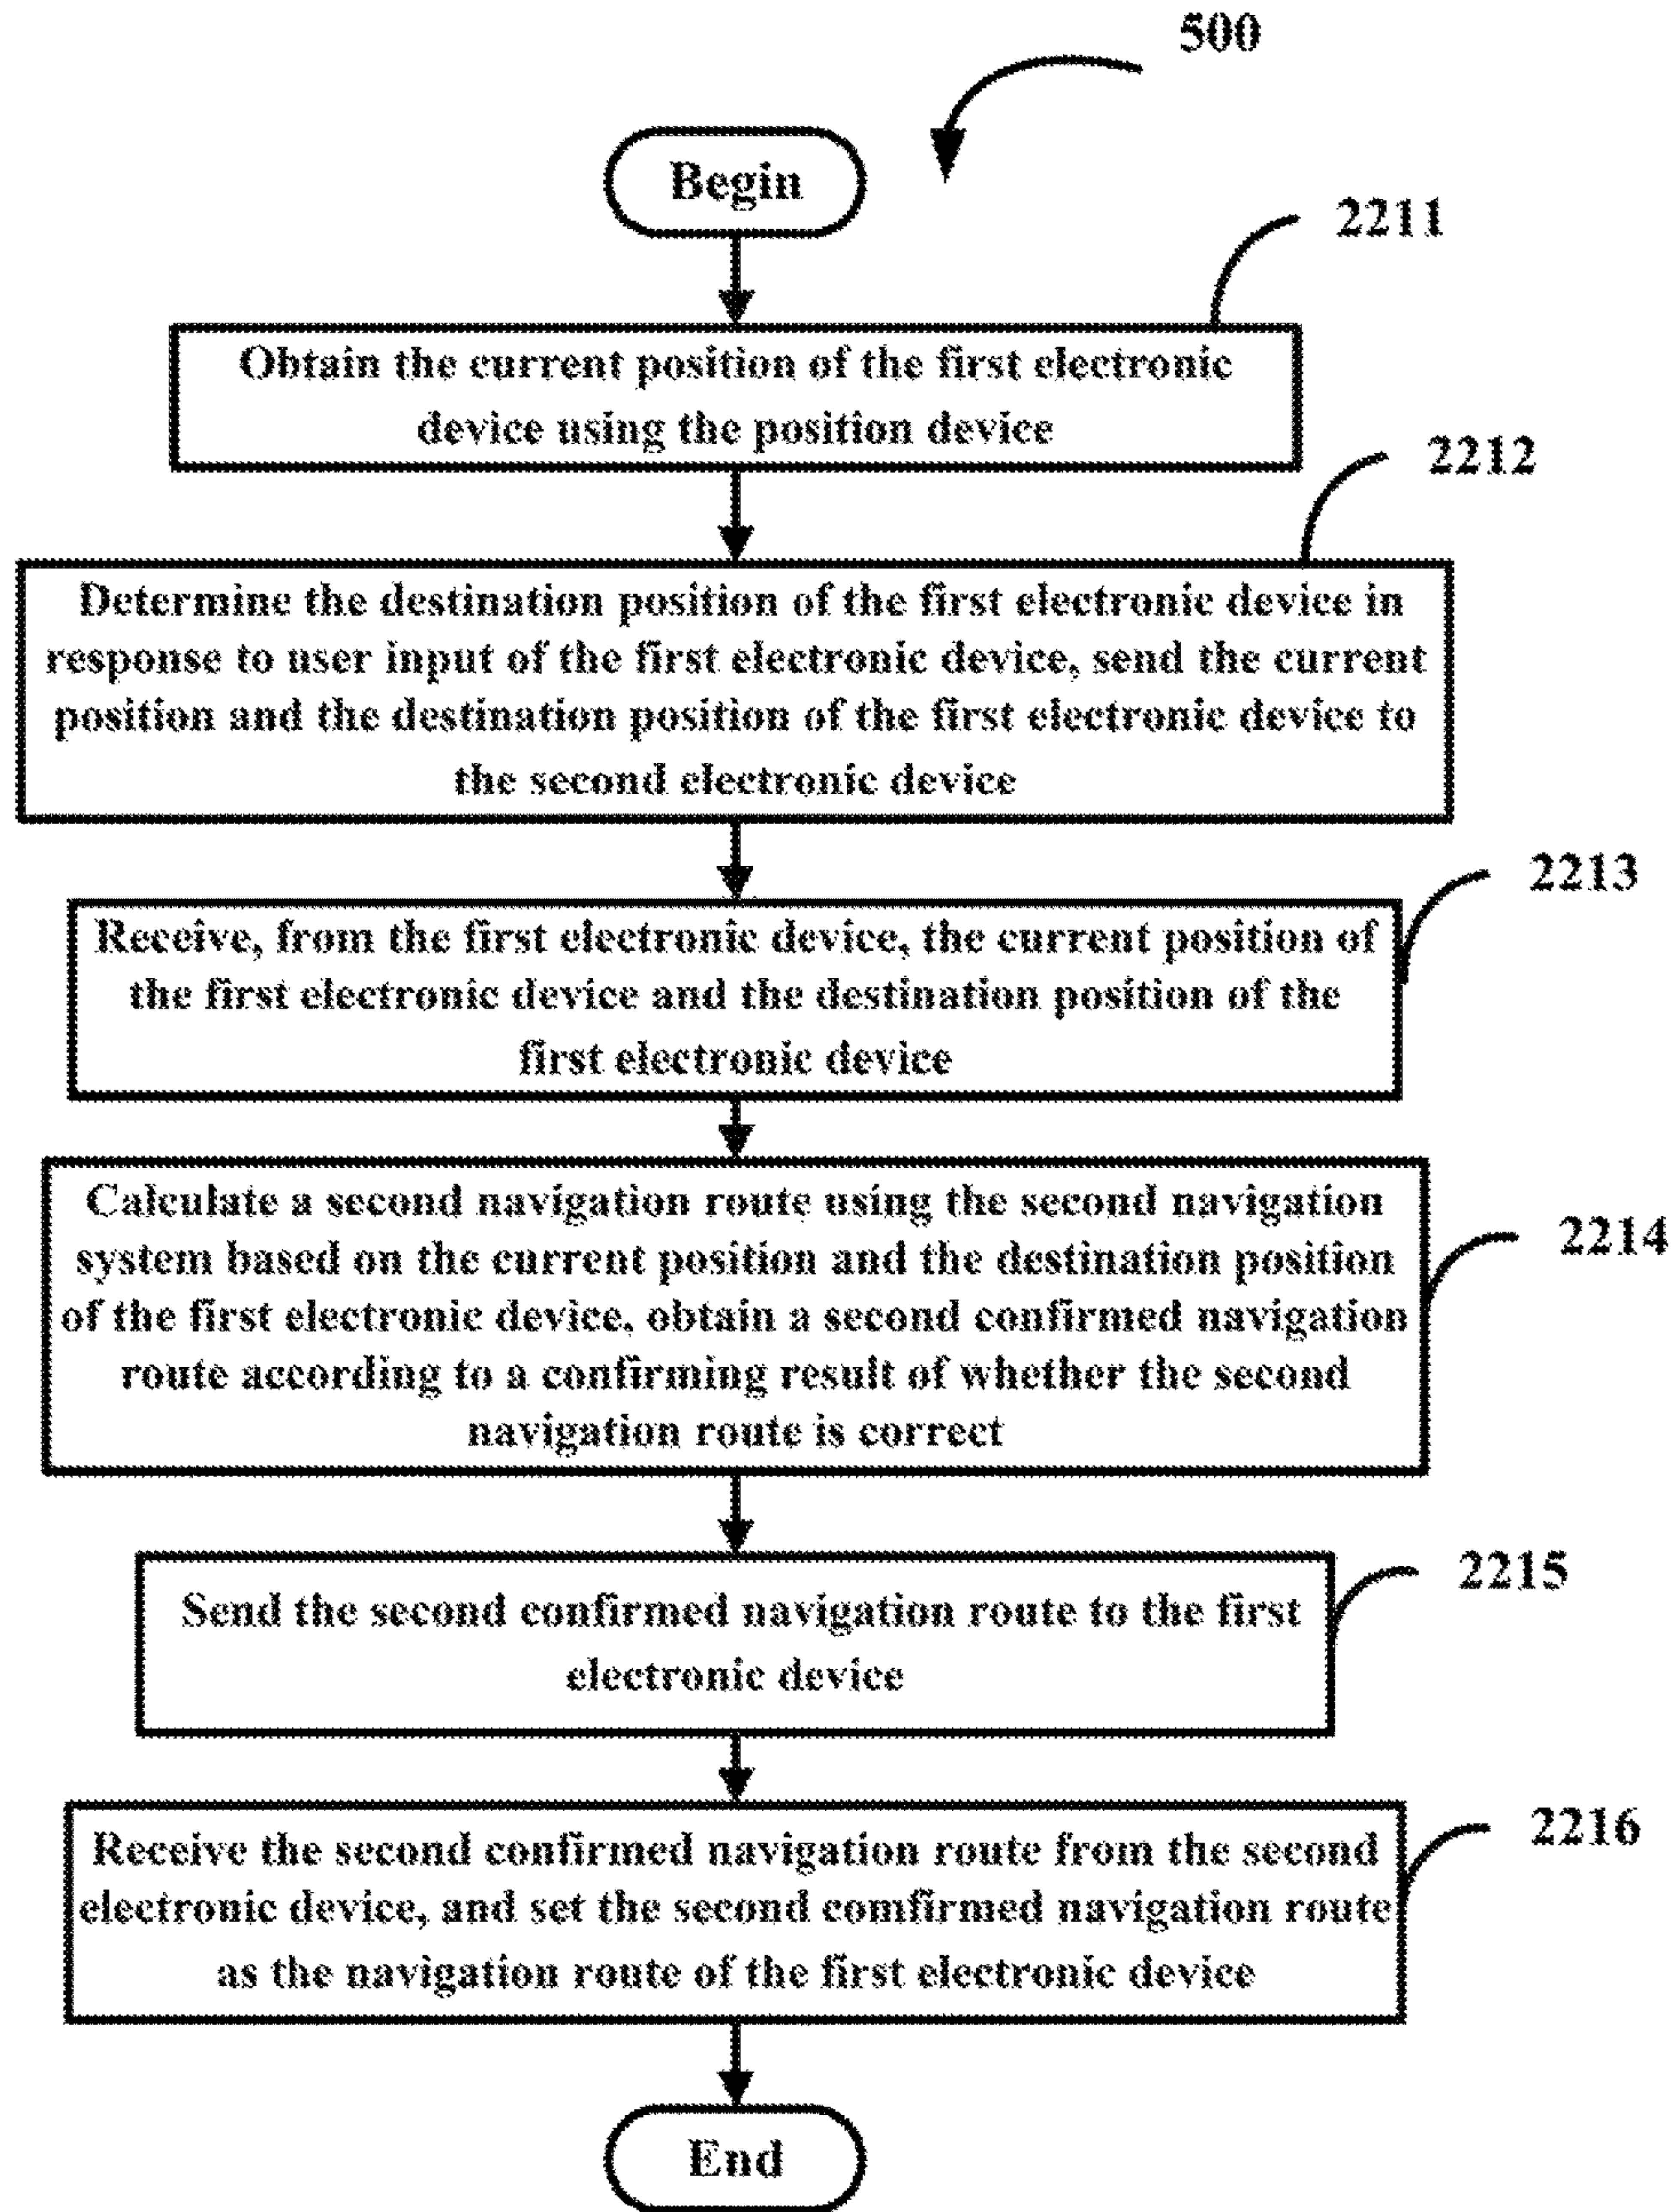 500
Begin
2211
Obtain the current position of the first electronic
device using the position device
2212
Determine the destination position of the first electronic device in
response to user input of the first electronic device, send the current
position and the destination position of the first electronic device to
the second electronic device
2213
Receive, from the first electronic device, the current position of
the first electronic device and the destination position of the
first electronic device
2214
Calculate a second navigation route using the second navigation
system based on the current position and the destination position
of the first electronic device, obtain a second confirmed navigation
route according to a confirming result of whether the second
navigation route is correct
2215
Send the second confirmed navigation route to the first
electronic device
2216
Receive the second confirmed navigation route from the second
electronic device, and set the second comfirmed navigation route
as the navigation route of the first electronic device
End